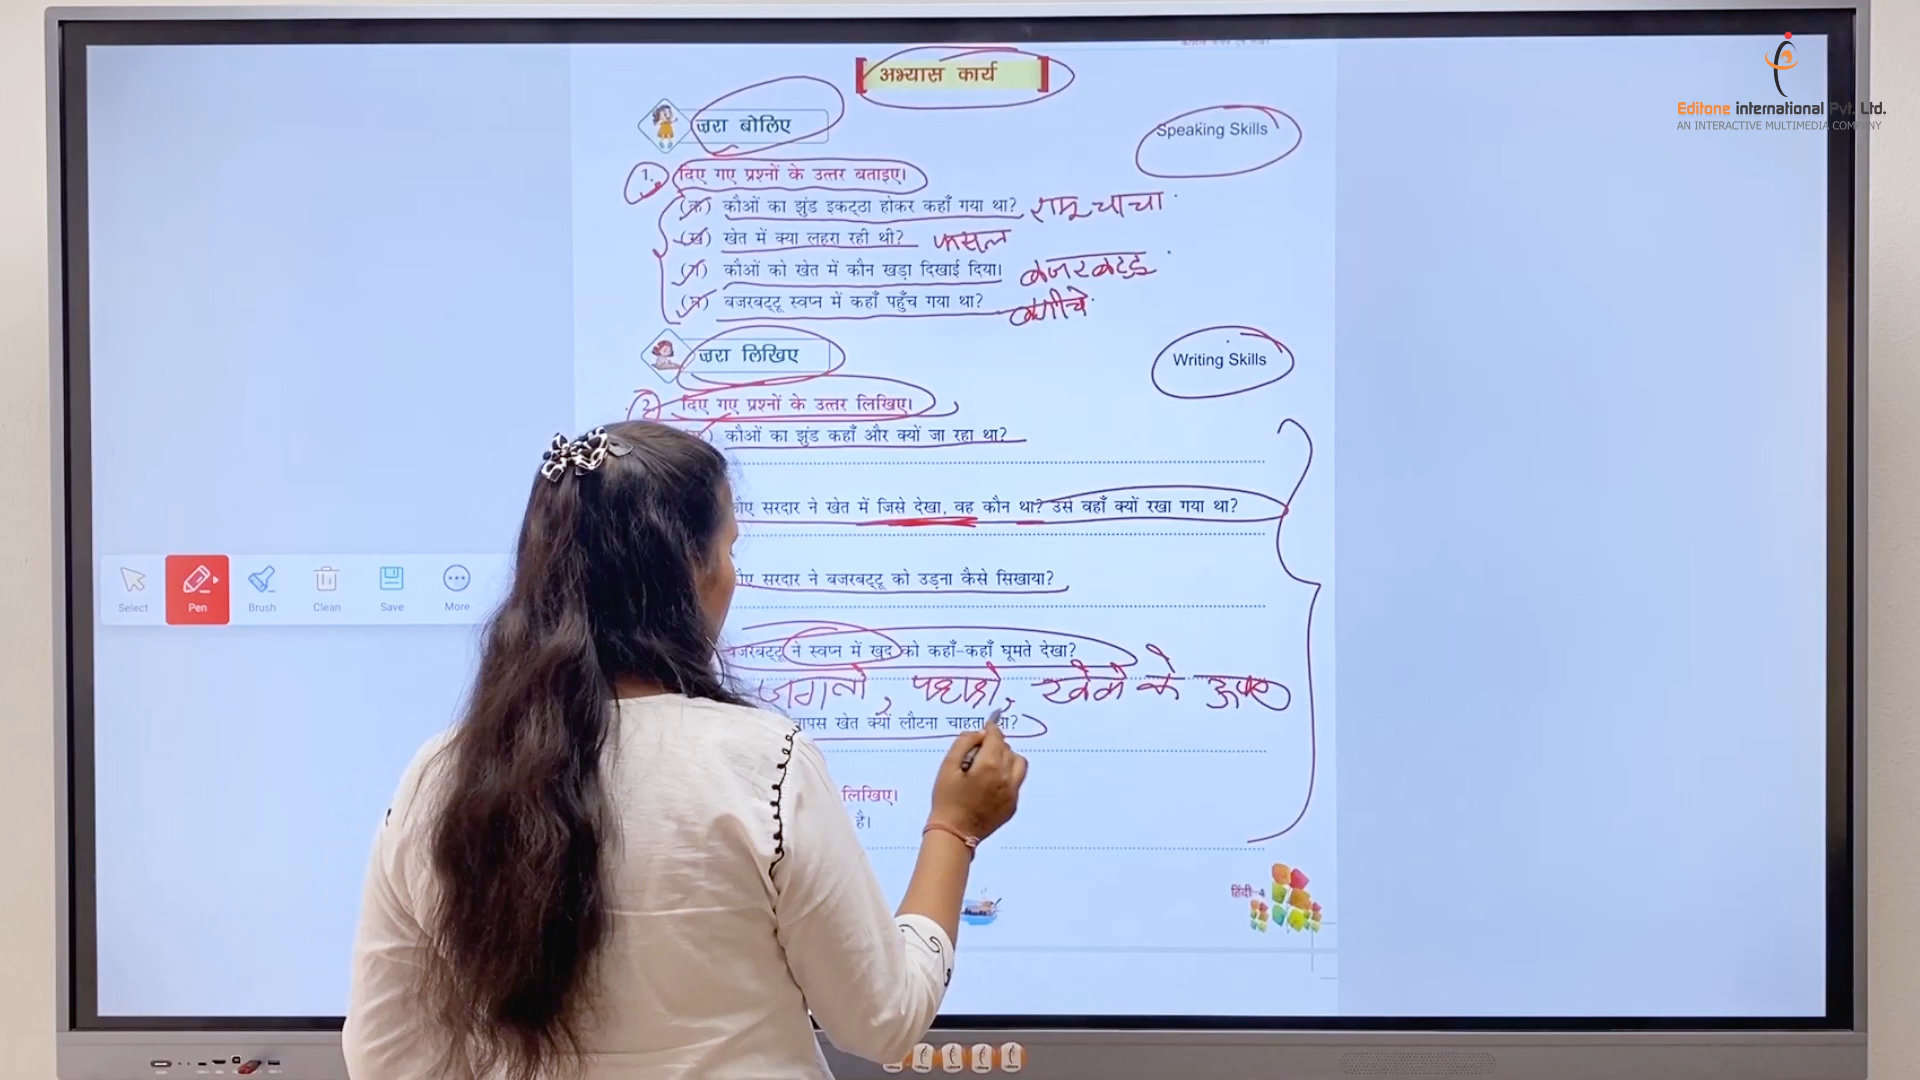 अभ्यास कार्य
Editone international Pvt. Ltd.
AN INTERACTIVE MULTIMEDIA COMPANY
ज़रा बोलिए
Speaking Skills
1. दिए गए प्रश्नों के उत्तर बताइए।
(क) कौओं का झुंड इकट्ठा होकर कहाँ गया था? रामू चाचा
(ख) खेत में क्या लहरा रही थी? फसल
(ग) कौओं को खेत में कौन खड़ा दिखाई दिया। बजरबट्टू
(घ) बजरबट्टू स्वप्न में कहाँ पहुँच गया था? बगीचे
ज़रा लिखिए
Writing Skills
2. दिए गए प्रश्नों के उत्तर लिखिए।
कौओं का झुंड कहाँ और क्यों जा रहा था?
सरदार ने खेत में जिसे देखा, वह कौन था? उसे वहाँ क्यों रखा गया था?
सरदार ने बजरबट्टू को उड़ना कैसे सिखाया?
बजरबट्टू ने स्वप्न में खुद को कहाँ-कहाँ घूमते देखा?
के ऊपर
वापस खेत क्यों लौटना चाहता था?
लिखिए।
है।
हिंदी-4
Select
Pen
Brush
Clean
Save
More